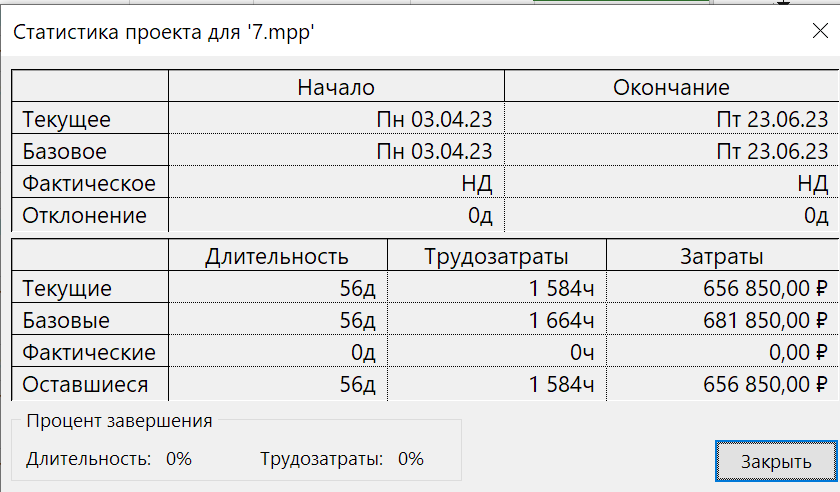 Статистика проекта для '7.mpp'
Начало Окончание
Текущее Пн 03.04.23 Пт 23.06.23
Базовое Пн 03.04.23 Пт 23.06.23
Фактическое НД НД
Отклонение 0д 0д
Длительность Трудозатраты Затраты
Текущие 56д 1 584ч 656 850,00 ₽
Базовые 56д 1 664ч 681 850,00 ₽
Фактические 0д 0ч 0,00 ₽
Оставшиеся 56д 1 584ч 656 850,00 ₽
Процент завершения
Длительность: 0% Трудозатраты: 0%
Закрыть